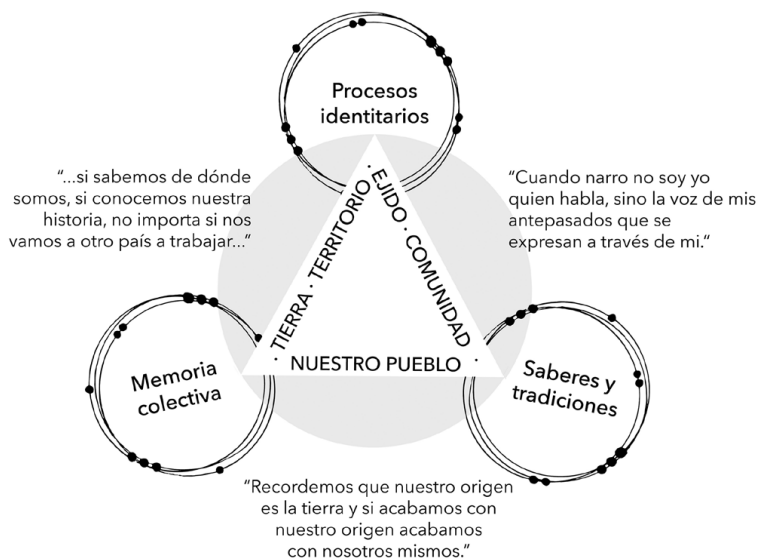 Procesos
identitarios
“...si sabemos de dónde
somos, si conocemos nuestra
historia, no importa si nos
vamos a otro país a trabajar...”
“Cuando narro no soy yo
quien habla, sino la voz de mis
antepasados que se
expresan a través de mi.“
· TIERRA · TERRITORIO ·
EJIDO · COMUNIDAD ·
NUESTRO PUEBLO
Memoria
colectiva
Saberes y
tradiciones
“Recordemos que nuestro origen
es la tierra y si acabamos con
nuestro origen acabamos
con nosotros mismos.”